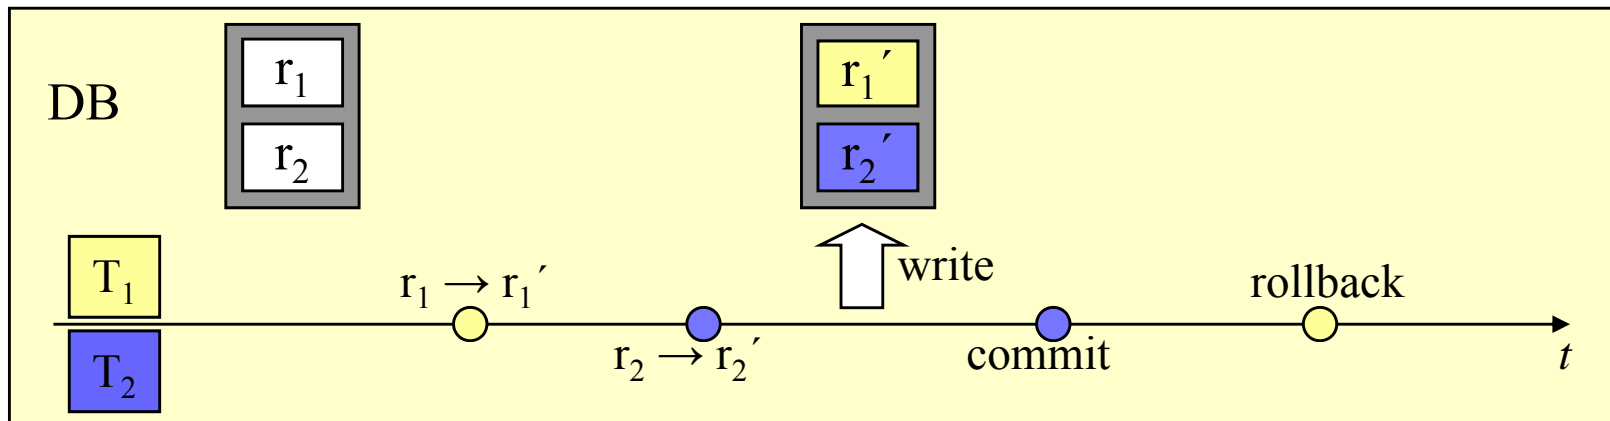 DB
r₁
r₂
r₁´
r₂´
write
T₁
T₂
r₁ → r₁´
r₂ → r₂´
commit
rollback
t